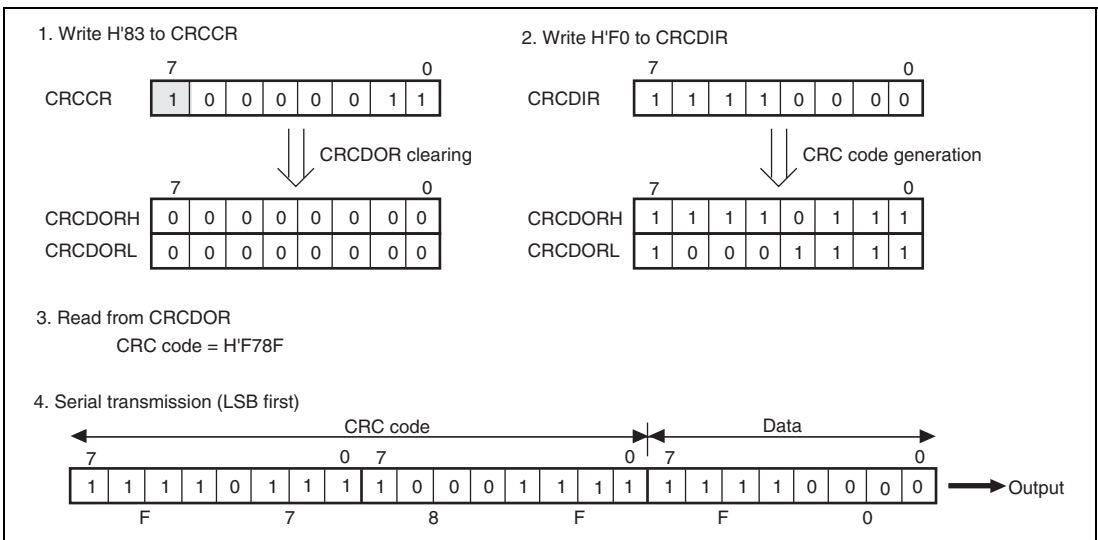 1. Write H'83 to CRCCR
7 0
CRCCR 1 0 0 0 0 0 1 1
CRCDOR clearing
7 0
CRCDORH 0 0 0 0 0 0 0 0
CRCDORL 0 0 0 0 0 0 0 0
2. Write H'F0 to CRCDIR
7 0
CRCDIR 1 1 1 1 0 0 0 0
CRC code generation
7 0
CRCDORH 1 1 1 1 0 1 1 1
CRCDORL 1 0 0 0 1 1 1 1
3. Read from CRCDOR
CRC code = H'F78F
4. Serial transmission (LSB first)
CRC code Data
7 0 7 0 7 0
1 1 1 1 0 1 1 1 1 0 0 0 1 1 1 1 1 1 1 1 0 0 0 0 Output
F 7 8 F F 0